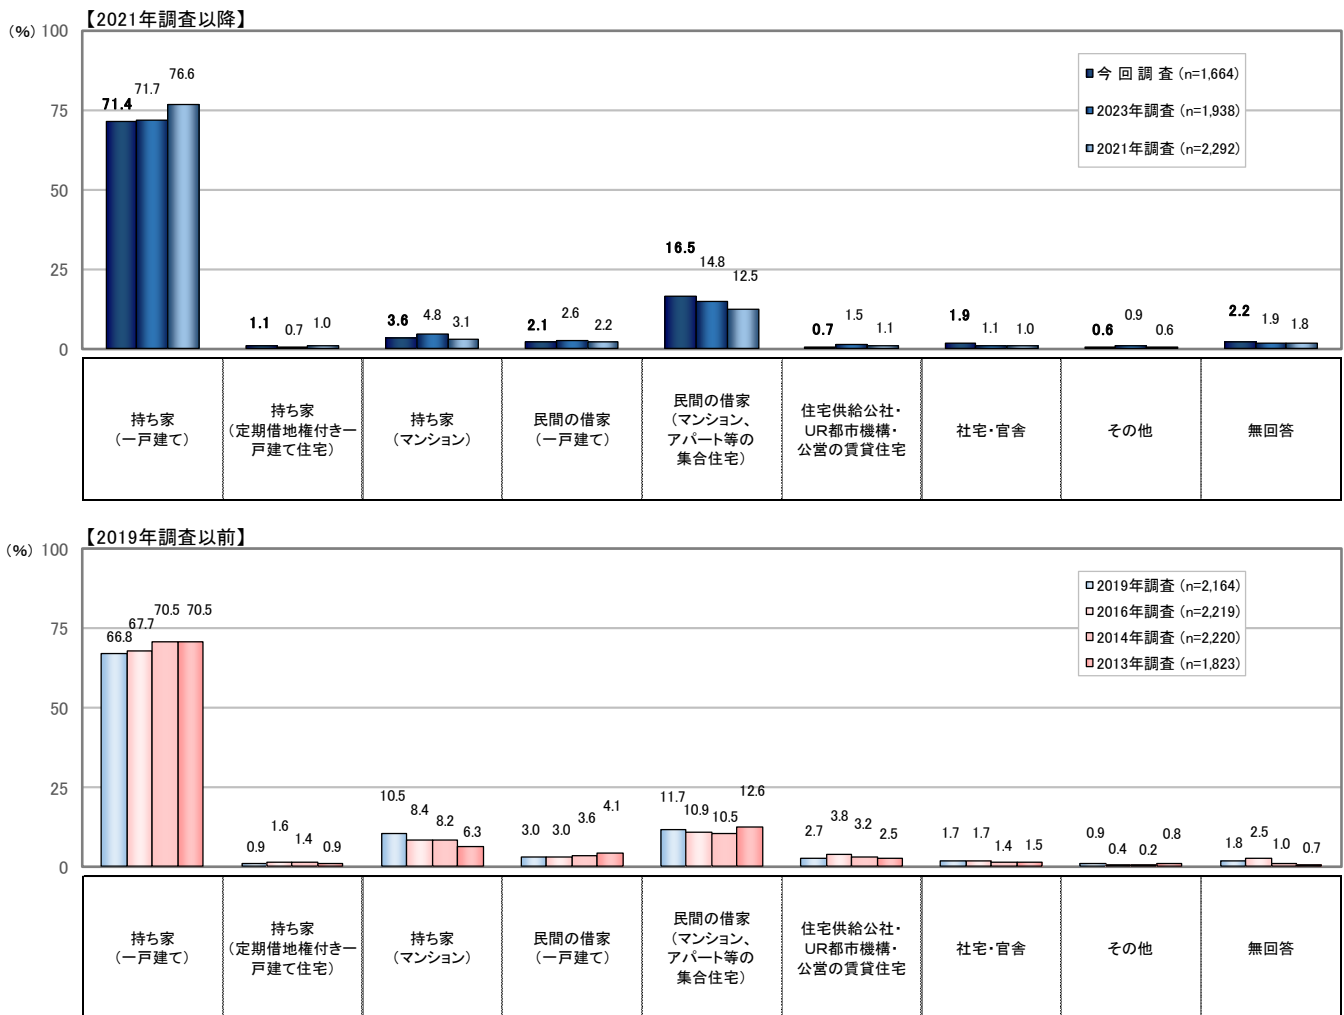 【2021年調査以降】
(%)
100
75
50
25
0
71.4
71.7
76.6
1.1
0.7
1.0
3.6
4.8
3.1
2.1
2.6
2.2
16.5
14.8
12.5
0.7
1.5
1.1
1.9
1.1
1.0
0.6
0.9
0.6
2.2
1.9
1.8
今 回 調 査 (n=1,664)
2023年調査 (n=1,938)
2021年調査 (n=2,292)
持ち家
(一戸建て)
持ち家
(定期借地権付き一
戸建て住宅)
持ち家
(マンション)
民間の借家
(一戸建て)
民間の借家
(マンション、
アパート等の
集合住宅)
住宅供給公社・
UR都市機構・
公営の賃貸住宅
社宅・官舎
その他
無回答
【2019年調査以前】
(%)
100
75
50
25
0
66.8
67.7
70.5
70.5
0.9
1.6
1.4
0.9
10.5
8.4
8.2
6.3
3.0
3.0
3.6
4.1
11.7
10.9
10.5
12.6
2.7
3.8
3.2
2.5
1.7
1.7
1.4
1.5
0.9
0.4
0.2
0.8
1.8
2.5
1.0
0.7
2019年調査 (n=2,164)
2016年調査 (n=2,219)
2014年調査 (n=2,220)
2013年調査 (n=1,823)
持ち家
(一戸建て)
持ち家
(定期借地権付き一
戸建て住宅)
持ち家
(マンション)
民間の借家
(一戸建て)
民間の借家
(マンション、
アパート等の
集合住宅)
住宅供給公社・
UR都市機構・
公営の賃貸住宅
社宅・官舎
その他
無回答